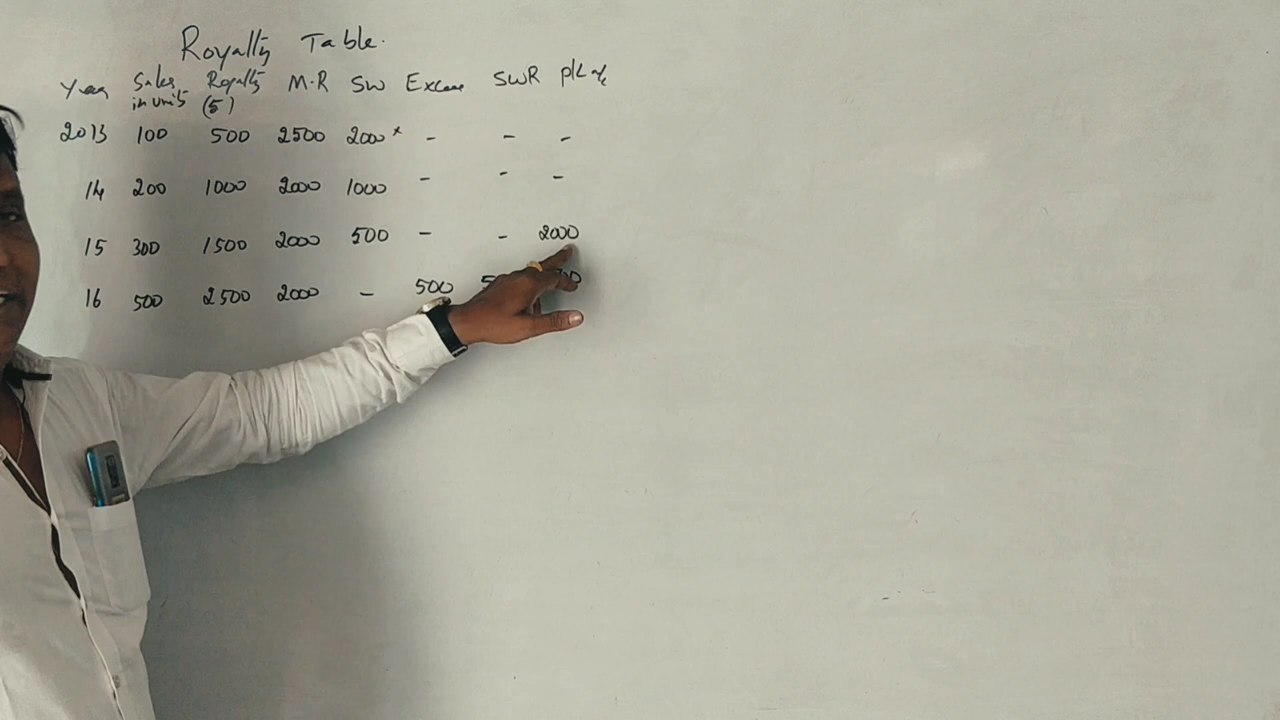 Royalty Table.
Year Sales in units Royalty (5) M.R SW Excess SWR P/L A/c
2013 100 500 2500 2000* - - -
14 200 1000 2000 1000 - - -
15 300 1500 2000 500 - - 2000
16 500 2500 2000 - 500